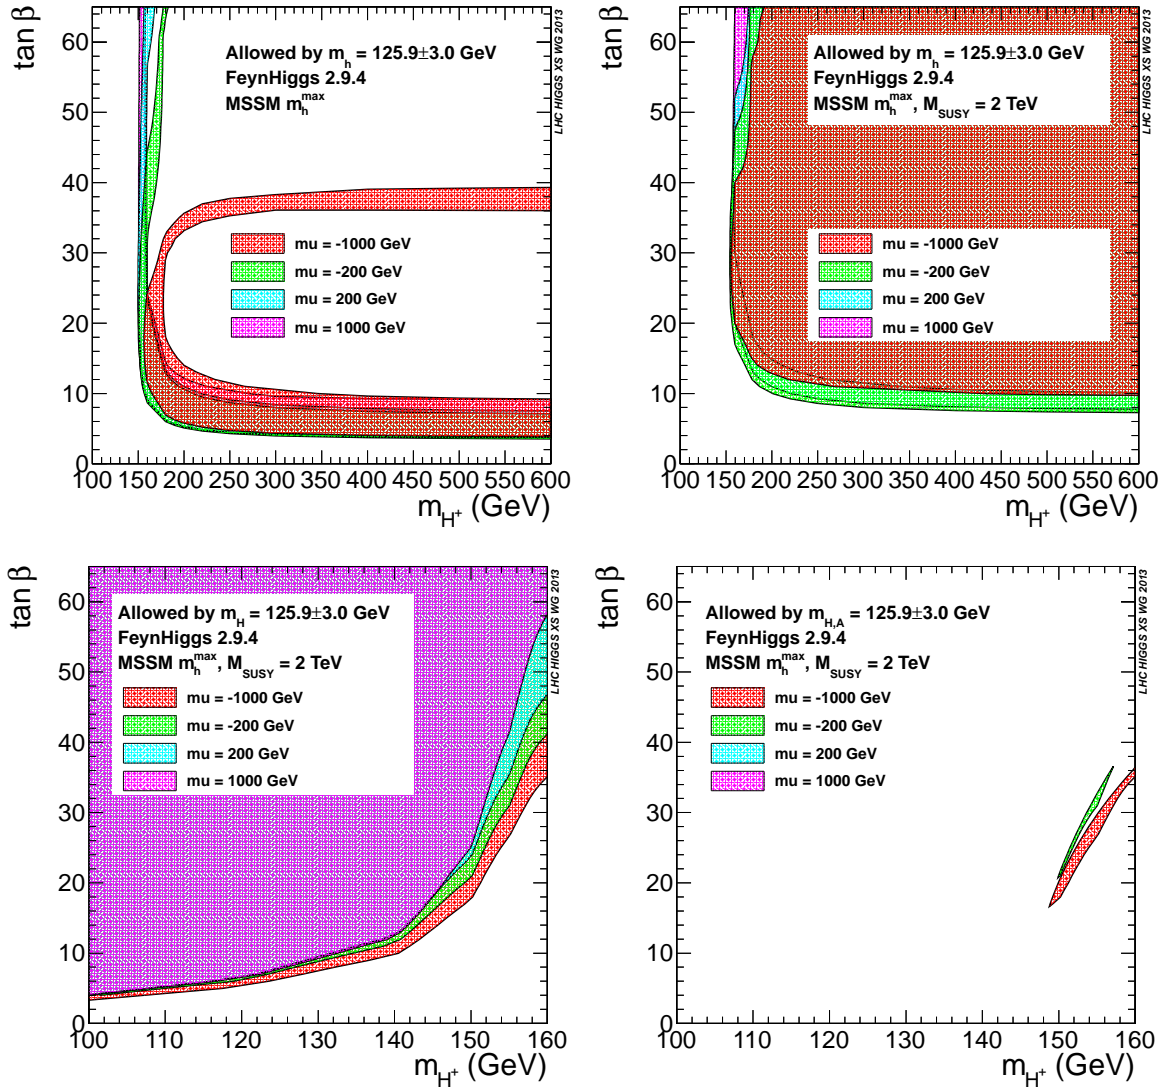 tan β
60
50
40
30
20
10
0
Allowed by m_h = 125.9±3.0 GeV
FeynHiggs 2.9.4
MSSM m_h^max
mu = -1000 GeV
mu = -200 GeV
mu = 200 GeV
mu = 1000 GeV
LHC HIGGS XS WG 2013
100 150 200 250 300 350 400 450 500 550 600
m_H+ (GeV)
tan β
60
50
40
30
20
10
0
Allowed by m_h = 125.9±3.0 GeV
FeynHiggs 2.9.4
MSSM m_h^max, M_SUSY = 2 TeV
mu = -1000 GeV
mu = -200 GeV
mu = 200 GeV
mu = 1000 GeV
LHC HIGGS XS WG 2013
100 150 200 250 300 350 400 450 500 550 600
m_H+ (GeV)
tan β
60
50
40
30
20
10
0
Allowed by m_H = 125.9±3.0 GeV
FeynHiggs 2.9.4
MSSM m_h^max, M_SUSY = 2 TeV
mu = -1000 GeV
mu = -200 GeV
mu = 200 GeV
mu = 1000 GeV
LHC HIGGS XS WG 2013
100 110 120 130 140 150 160
m_H+ (GeV)
tan β
60
50
40
30
20
10
0
Allowed by m_H,A = 125.9±3.0 GeV
FeynHiggs 2.9.4
MSSM m_h^max, M_SUSY = 2 TeV
mu = -1000 GeV
mu = -200 GeV
mu = 200 GeV
mu = 1000 GeV
LHC HIGGS XS WG 2013
100 110 120 130 140 150 160
m_H+ (GeV)